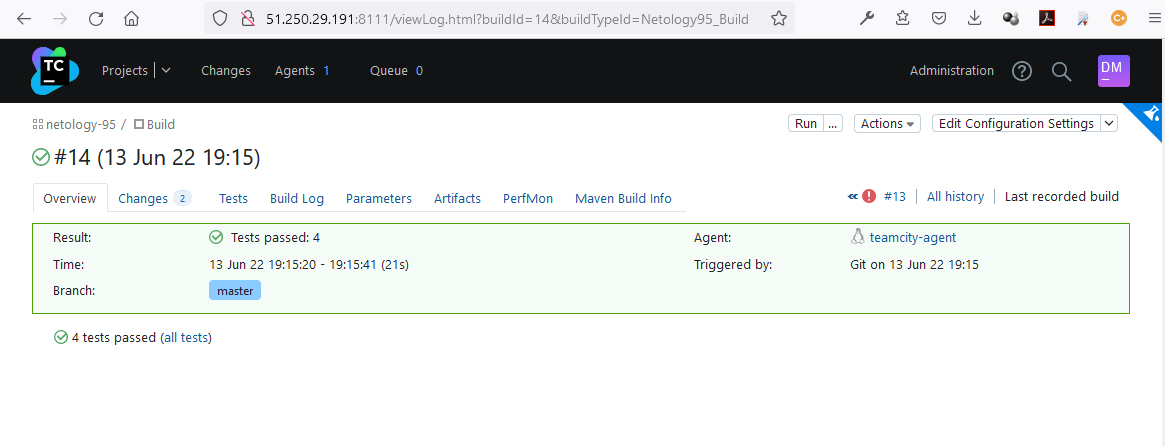 51.250.29.191:8111/viewLog.html?buildId=14&buildTypeId=Netology95_Build
TC Projects Changes Agents 1 Queue 0 Administration ? DM
netology-95 / Build Run ... Actions Edit Configuration Settings
#14 (13 Jun 22 19:15)
Overview Changes 2 Tests Build Log Parameters Artifacts PerfMon Maven Build Info #13 All history Last recorded build
Result: Tests passed: 4 Agent: teamcity-agent
Time: 13 Jun 22 19:15:20 - 19:15:41 (21s) Triggered by: Git on 13 Jun 22 19:15
Branch: master
4 tests passed (all tests)